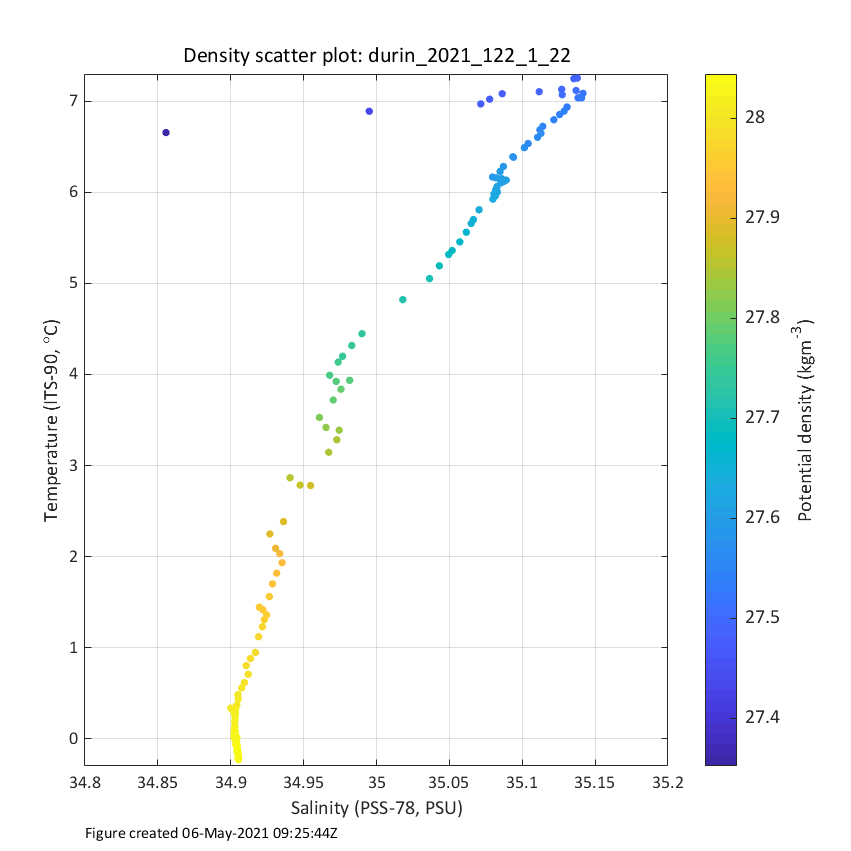 Density scatter plot: durin_2021_122_1_22
7
6
5
4
3
2
1
0
Temperature (ITS-90, °C)
34.8 34.85 34.9 34.95 35 35.05 35.1 35.15 35.2
Salinity (PSS-78, PSU)
28
27.9
27.8
27.7
27.6
27.5
27.4
Potential density (kgm-3)
Figure created 06-May-2021 09:25:44Z